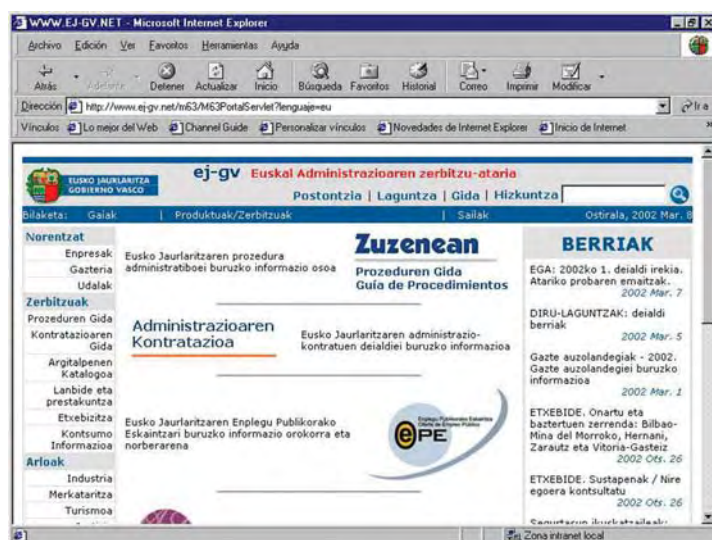 WWW.EJ-GV.NET - Microsoft Internet Explorer
Archivo Edición Ver Favoritos Herramientas Ayuda
Atrás Adelante Detener Actualizar Inicio Búsqueda Favoritos Historial Correo Imprimir Modificar
Dirección http://www.ej-gv.net/m63/M63PortalServlet?lenguaje=eu Ir a
Vínculos Lo mejor del Web Channel Guide Personalizar vínculos Novedades de Internet Explorer Inicio de Internet
EUSKO JAURLARITZA
GOBIERNO VASCO
ej-gv Euskal Administrazioaren zerbitzu-ataria
Postontzia | Laguntza | Gida | Hizkuntza
Bilaketa: Gaiak | Produktuak/Zerbitzuak | Sailak Ostirala, 2002 Mar. 8
Norentzat
Enpresak
Gazteria
Udalak
Zerbitzuak
Prozeduren Gida
Kontratazioaren
Gida
Argitalpenen
Katalogoa
Lanbide eta
prestakuntza
Etxebizitza
Kontsumo
Informazioa
Arloak
Industria
Merkataritza
Turismoa
Eusko Jaurlaritzaren prozedura
administratiboei buruzko informazio osoa
Zuzenean
Prozeduren Gida
Guía de Procedimientos
Administrazioaren
Kontratazioa
Eusko Jaurlaritzaren administrazio-
kontratuen deialdiei buruzko informazioa
Eusko Jaurlaritzaren Enplegu Publikorako
Eskaintzari buruzko informazio orokorra eta
norberarena
Enplegu Publikorako Eskaintza
Oferta de Empleo Público
ePE
BERRIAK
EGA: 2002ko 1. deialdi irekia.
Atariko probaren emaitzak.
2002 Mar. 7
DIRU-LAGUNTZAK: deialdi
berriak
2002 Mar. 5
Gazte auzolandegiak - 2002.
Gazte auzolandegiei buruzko
informazioa
2002 Mar. 1
ETXEBIDE. Onartu eta
baztertuen zerrenda: Bilbao-
Mina del Morroko, Hernani,
Zarautz eta Vitoria-Gasteiz
2002 Ots. 26
ETXEBIDE. Sustapenak / Nire
egoera kontsultatu
2002 Ots. 26
Segurtasun ikuskatzaileak:
Zona intranet local